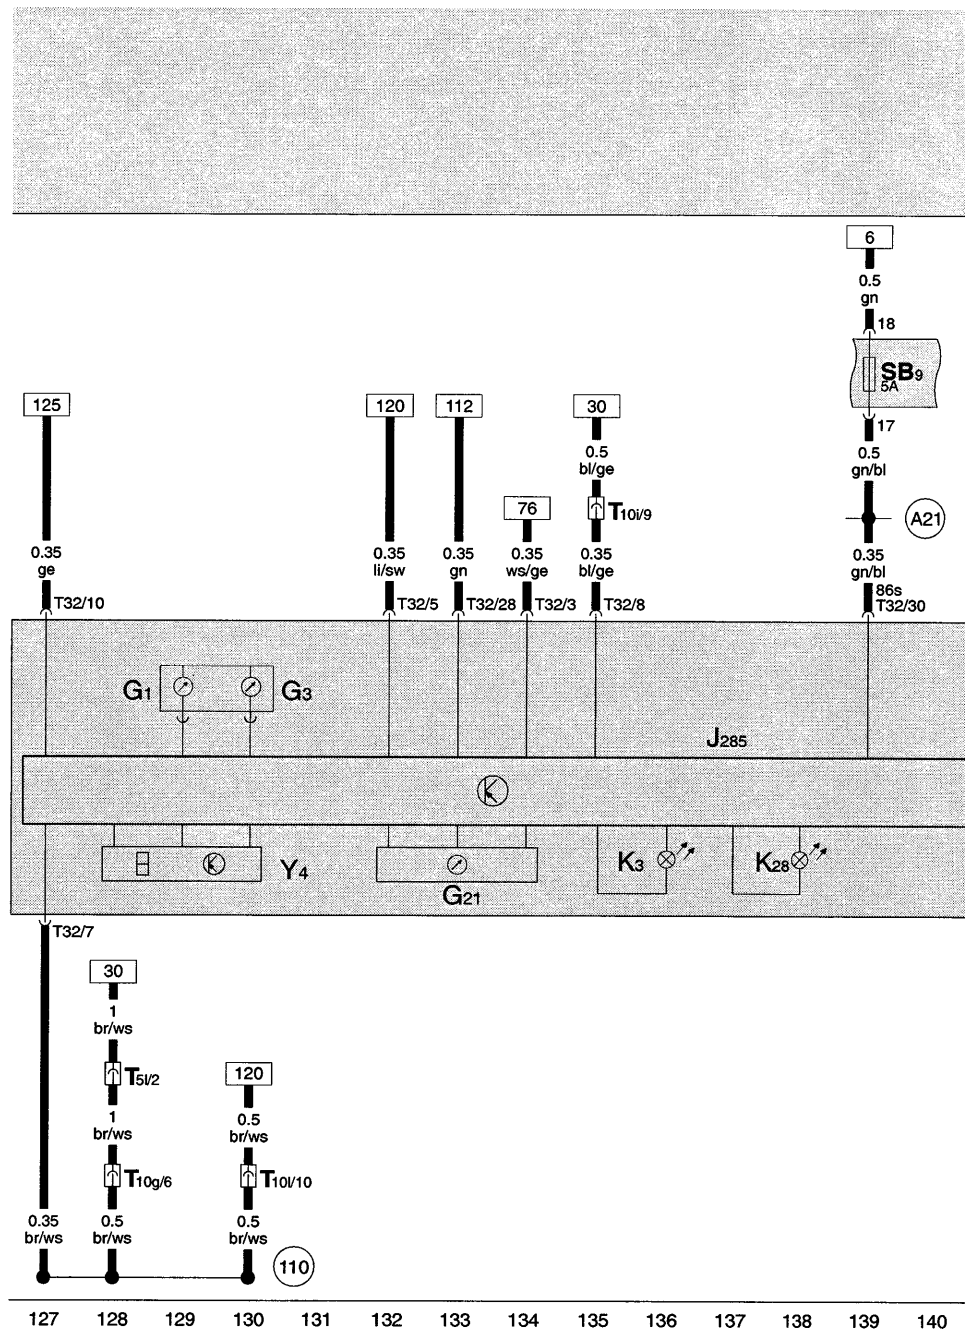 6
0.5
gn
18
SB9
5A
17
0.5
gn/bl
A21
0.35
gn/bl
86s
T32/30
125
0.35
ge
T32/10
120
0.35
li/sw
T32/5
112
0.35
gn
T32/28
76
0.35
ws/ge
T32/3
30
0.5
bl/ge
T10i/9
0.35
bl/ge
T32/8
G1
G3
J285
Y4
G21
K3
K28
T32/7
30
1
br/ws
T5l/2
1
br/ws
T10g/6
120
0.5
br/ws
T10l/10
0.35
br/ws
0.5
br/ws
0.5
br/ws
110
127 128 129 130 131 132 133 134 135 136 137 138 139 140